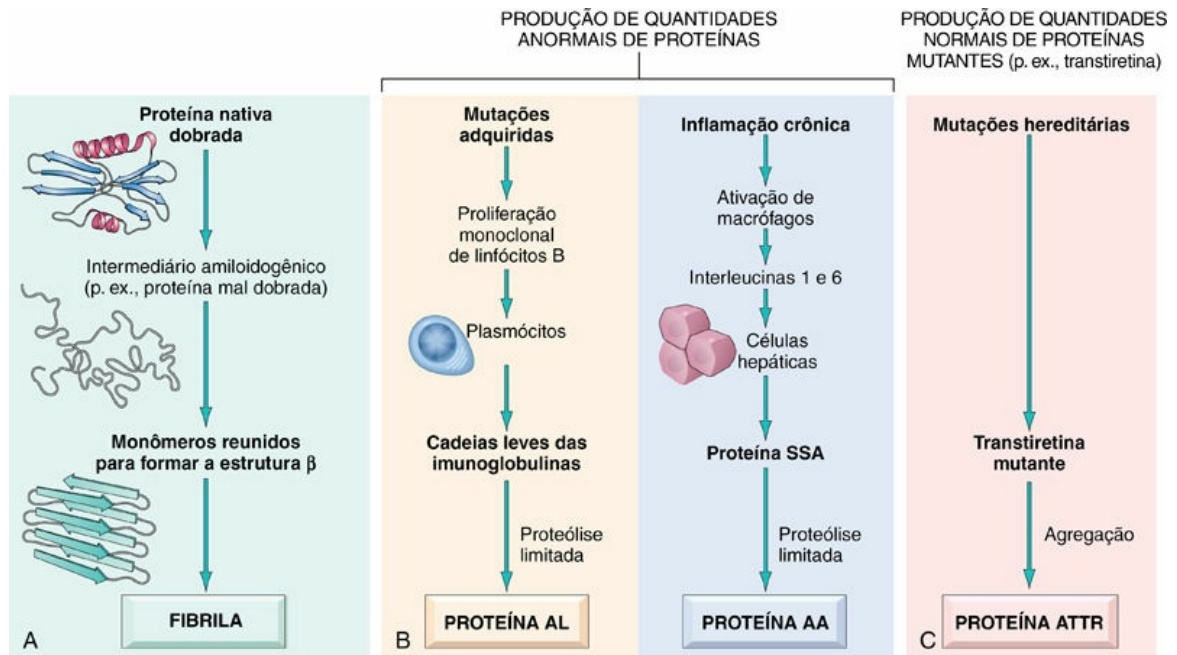 PRODUÇÃO DE QUANTIDADES
ANORMAIS DE PROTEÍNAS
PRODUÇÃO DE QUANTIDADES
NORMAIS DE PROTEÍNAS
MUTANTES (p. ex., transtiretina)
Proteína nativa
dobrada
Intermediário amiloidogênico
(p. ex., proteína mal dobrada)
Monômeros reunidos
para formar a estrutura β
FIBRILA
A
Mutações
adquiridas
Proliferação
monoclonal
de linfócitos B
Plasmócitos
Cadeias leves das
imunoglobulinas
Proteólise
limitada
PROTEÍNA AL
B
Inflamação crônica
Ativação de
macrófagos
Interleucinas 1 e 6
Células
hepáticas
Proteína SSA
Proteólise
limitada
PROTEÍNA AA
Mutações hereditárias
Transtiretina
mutante
Agregação
PROTEÍNA ATTR
C